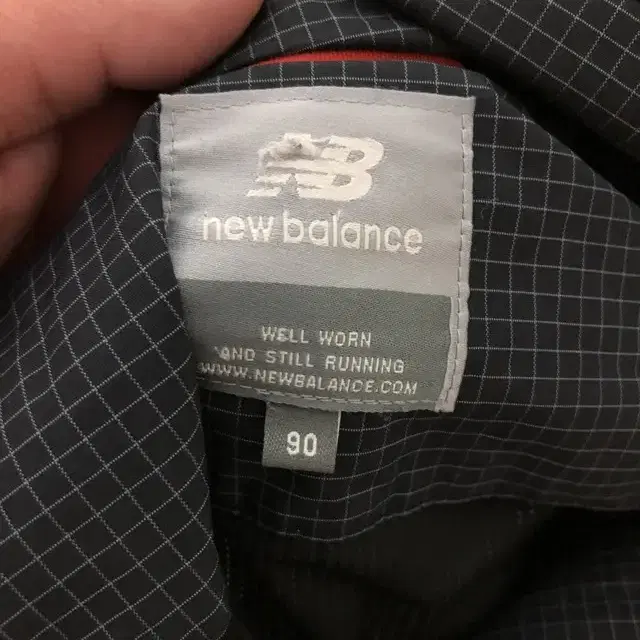 NB
new balance
WELL WORN
AND STILL RUNNING
WWW.NEWBALANCE.COM
90